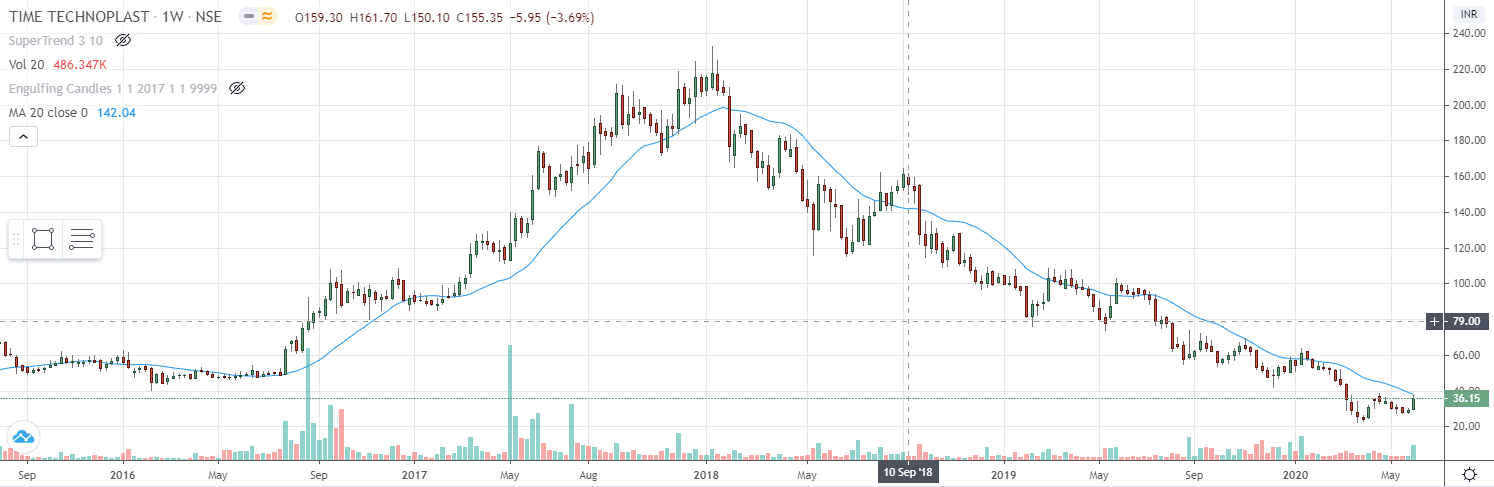 TIME TECHNOPLAST · 1W · NSE O159.30 H161.70 L150.10 C155.35 −5.95 (−3.69%)
SuperTrend 3 10
Vol 20 486.347K
Engulfing Candles 1 1 2017 1 1 9999
MA 20 close 0 142.04
INR
240.00
220.00
200.00
180.00
160.00
140.00
120.00
100.00
79.00
60.00
40.00
36.15
20.00
Sep 2016 May Sep 2017 May Aug 2018 May 10 Sep '18 2019 May Sep 2020 May